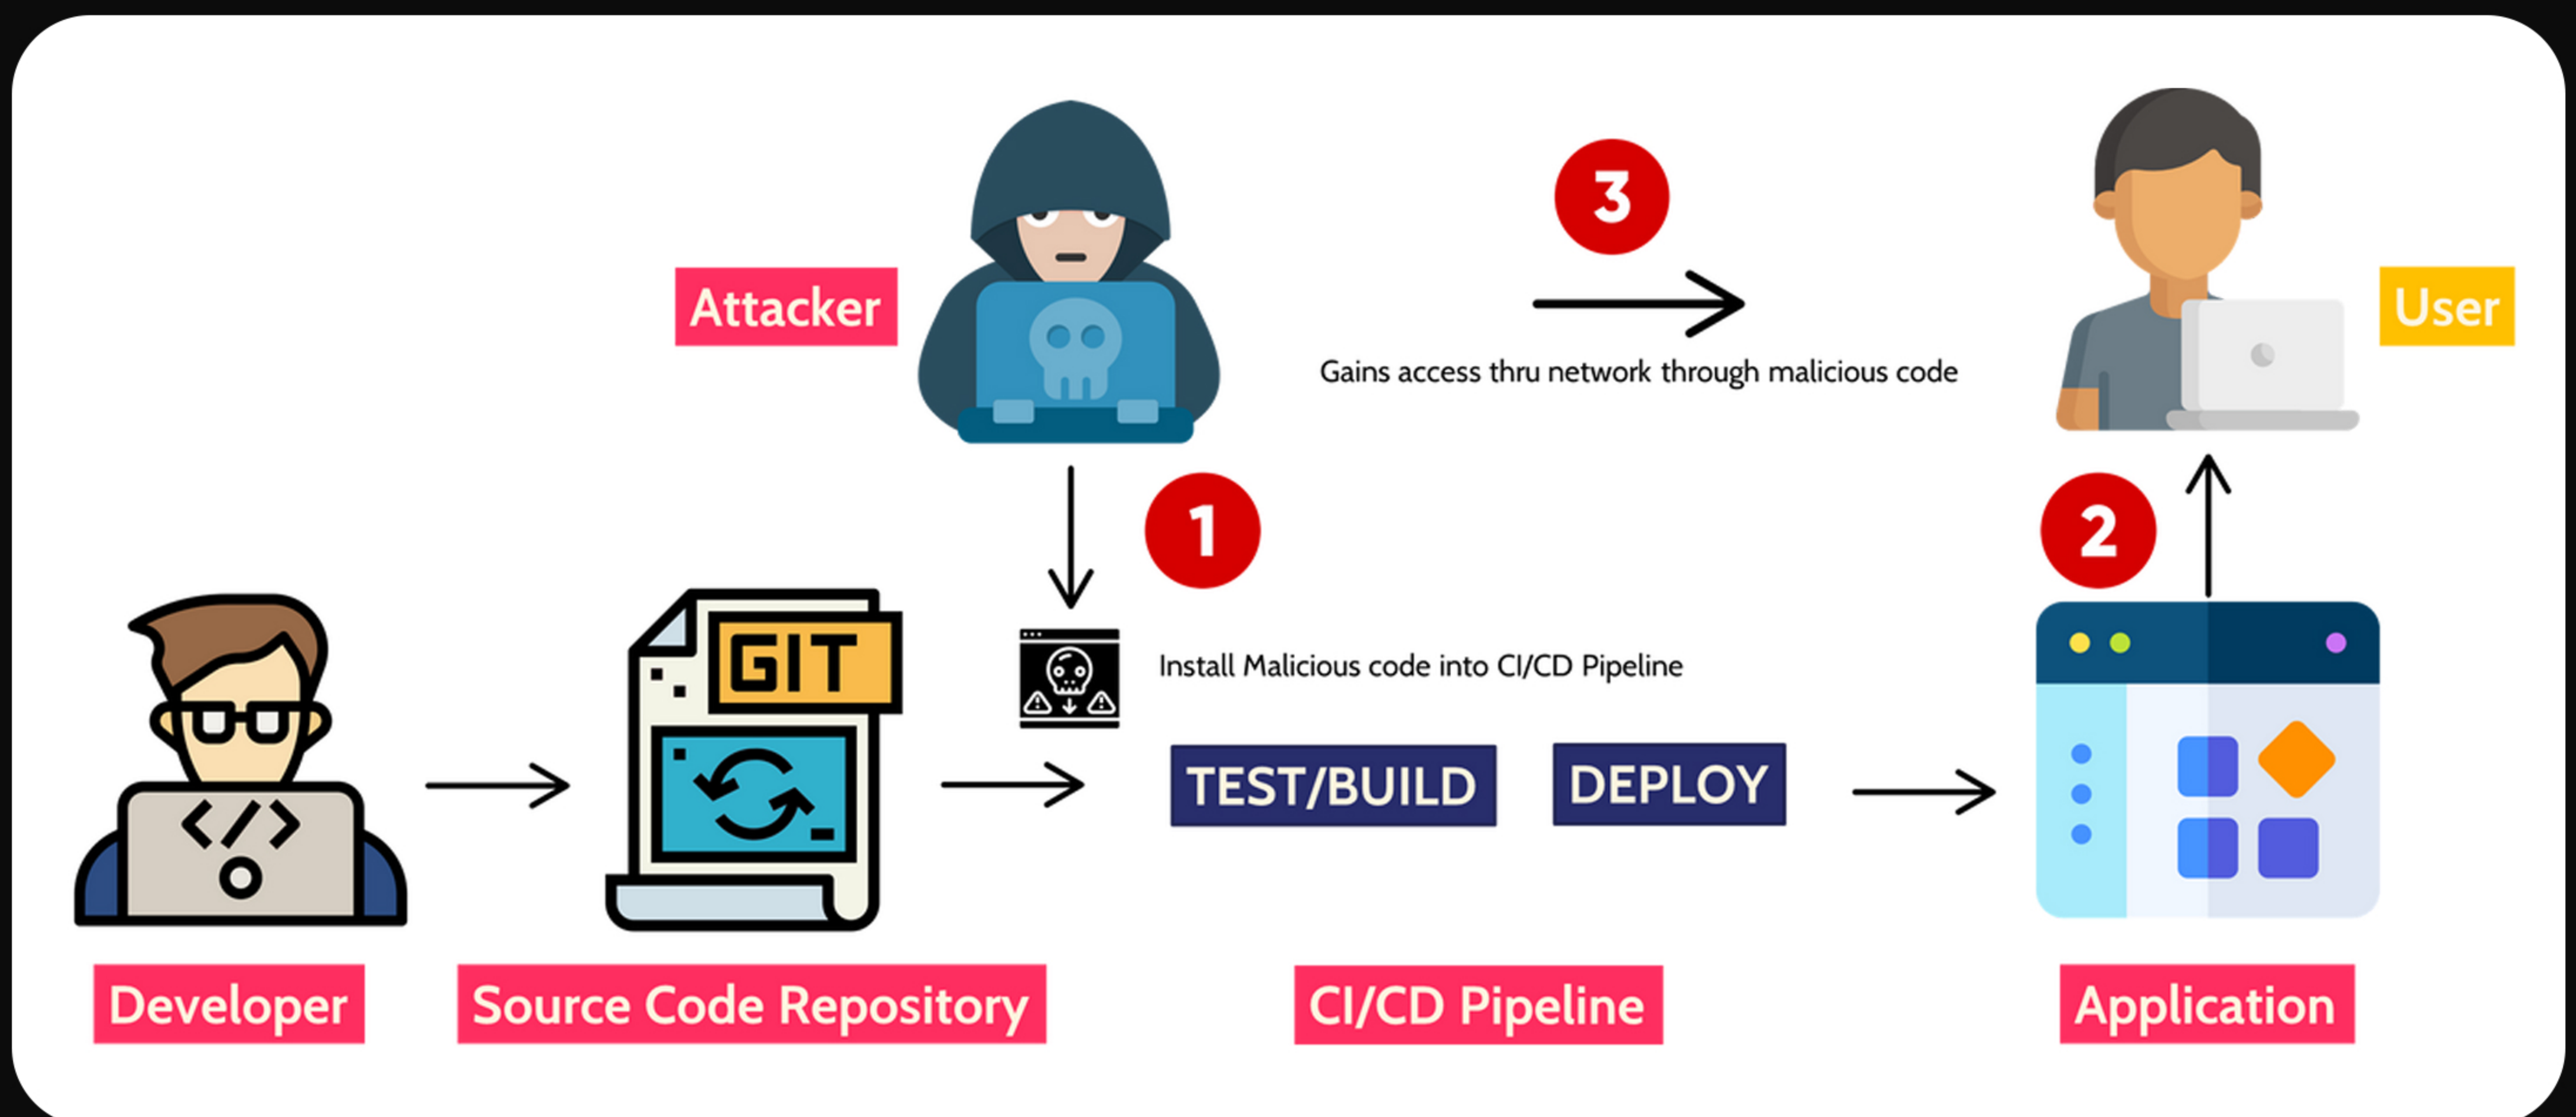 3
Attacker
User
Gains access thru network through malicious code
1
2
GIT
Install Malicious code into CI/CD Pipeline
TEST/BUILD
DEPLOY
</>
Developer
Source Code Repository
CI/CD Pipeline
Application